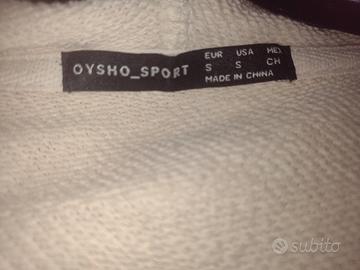 OYSHO_SPORT
EUR USA MEX
S S CH
MADE IN CHINA
subito